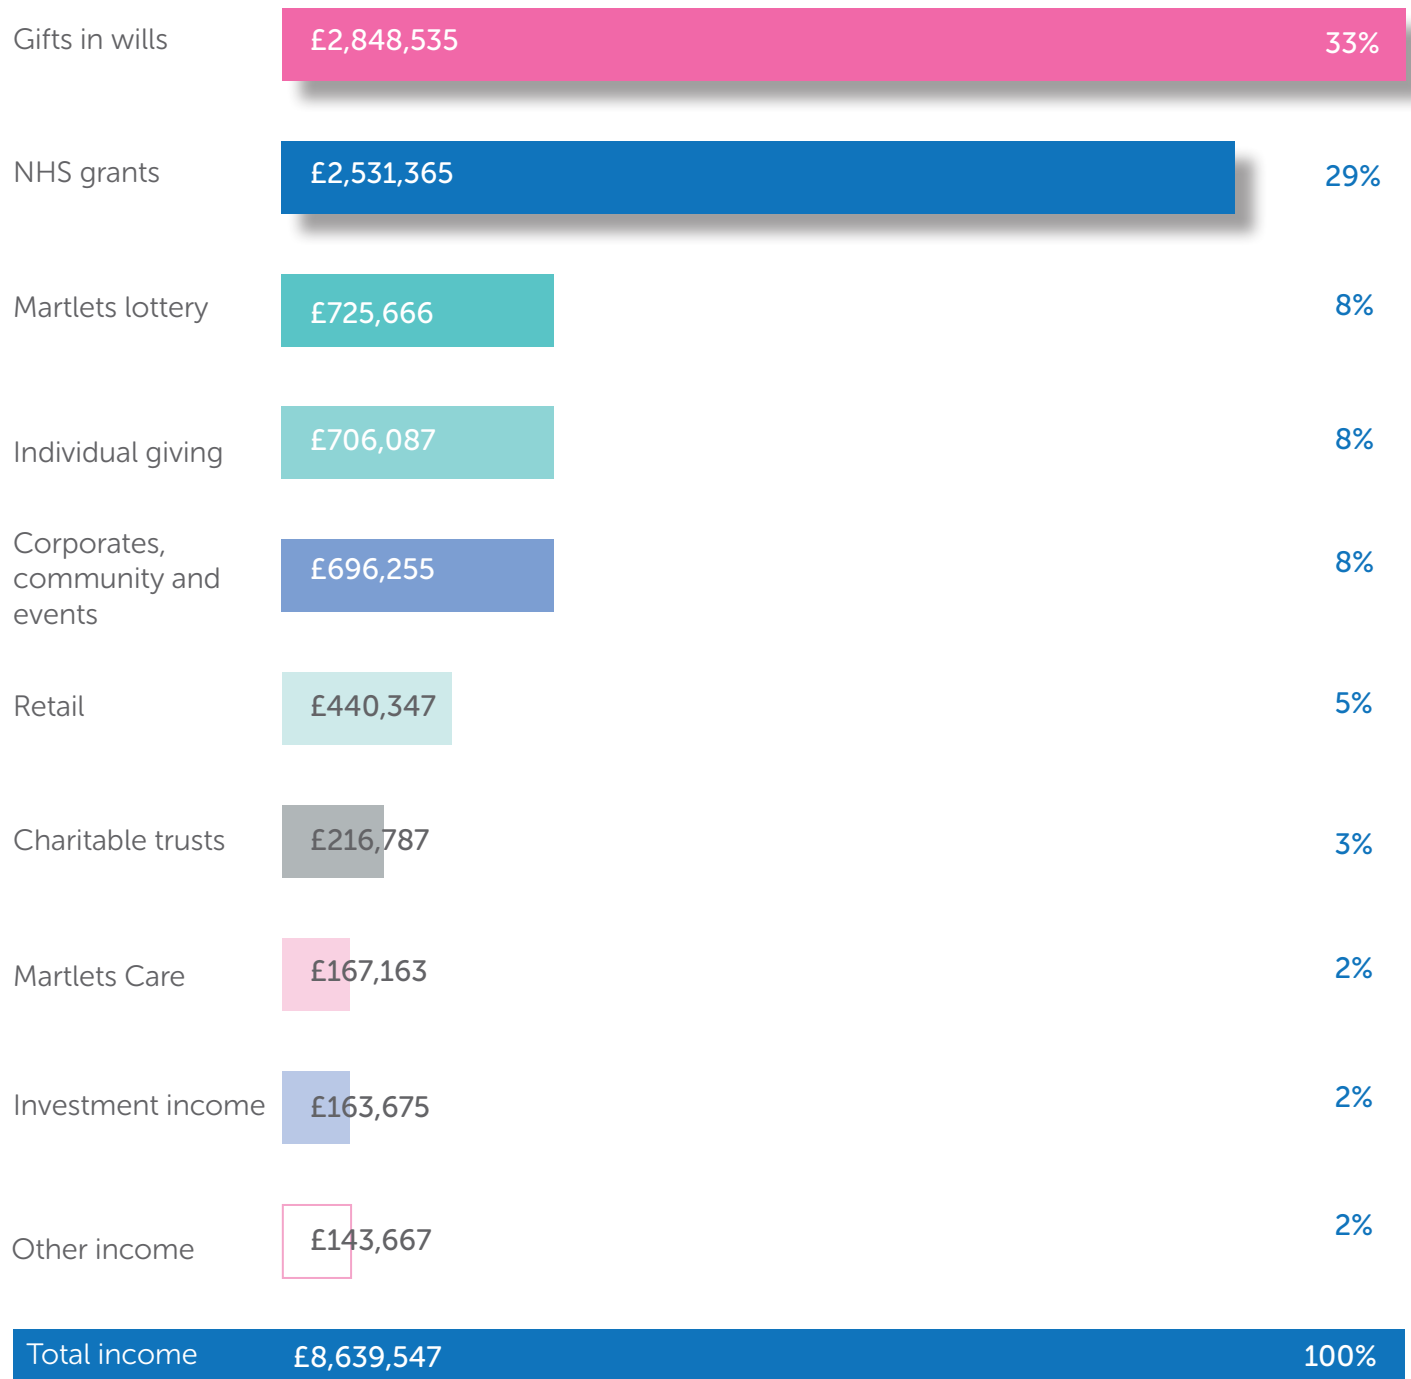 Gifts in wills £2,848,535 33%
NHS grants £2,531,365 29%
Martlets lottery £725,666 8%
Individual giving £706,087 8%
Corporates,
community and
events £696,255 8%
Retail £440,347 5%
Charitable trusts £216,787 3%
Martlets Care £167,163 2%
Investment income £163,675 2%
Other income £143,667 2%
Total income £8,639,547 100%